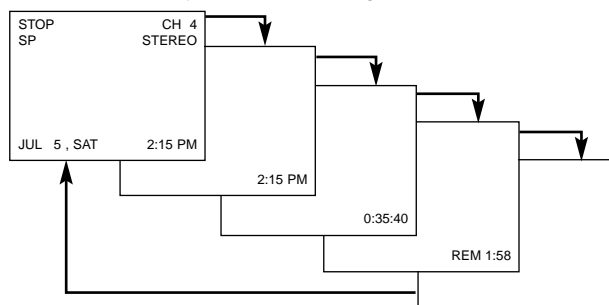 STOP CH 4
SP STEREO
JUL 5 , SAT 2:15 PM
2:15 PM
0:35:40
REM 1:58